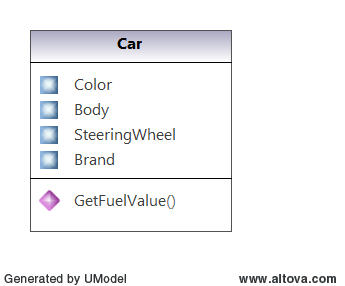 Car
Color
Body
SteeringWheel
Brand
GetFuelValue()
Generated by UModel www.altova.com